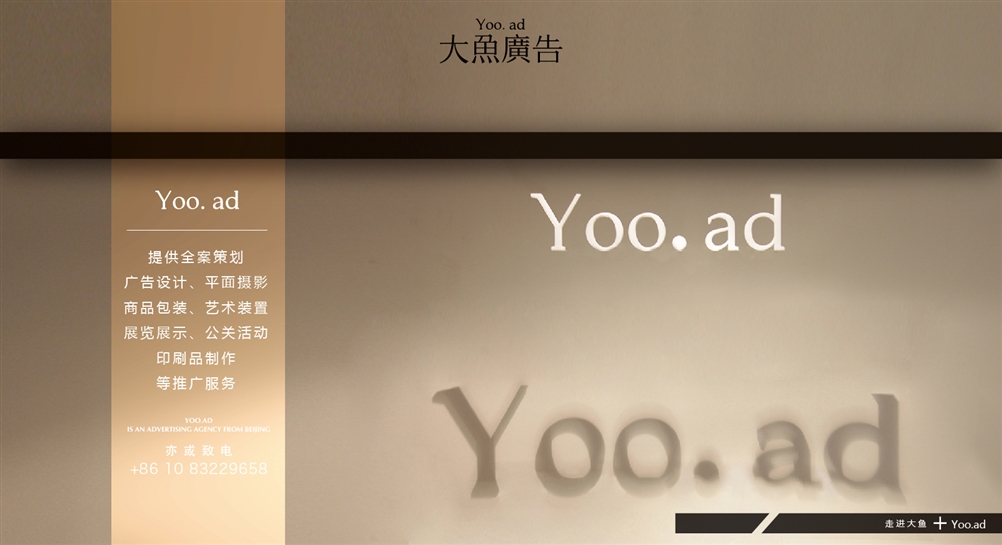 Yoo. ad
大魚廣告
Yoo. ad
提供全案策划
广告设计、平面摄影
商品包装、艺术装置
展览展示、公关活动
印刷品制作
等推广服务
YOO.AD
IS AN ADVERTISING AGENCY FROM BEIJING
亦或致电
+86 10 83229658
Yoo. ad
Yoo. ad
走进大鱼 + Yoo.ad